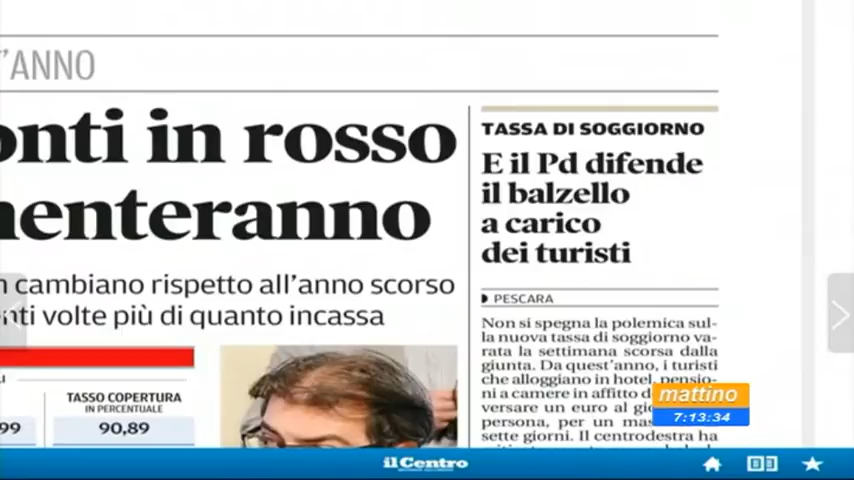 'ANNO
onti in rosso
enteranno
cambiano rispetto all'anno scorso
nti volte più di quanto incassa
TASSO COPERTURA
IN PERCENTUALE
99
90,89
TASSA DI SOGGIORNO
E il Pd difende
il balzello
a carico
dei turisti
PESCARA
Non si spegna la polemica sul-
la nuova tassa di soggiorno va-
rata la settimana scorsa dalla
giunta. Da quest'anno, i turisti
che alloggiano in hotel, pensio-
ni a camere in affitto
versare un euro al
persona, per un
sette giorni. Il centrodestra ha
mattino
7:13:34
il Centro